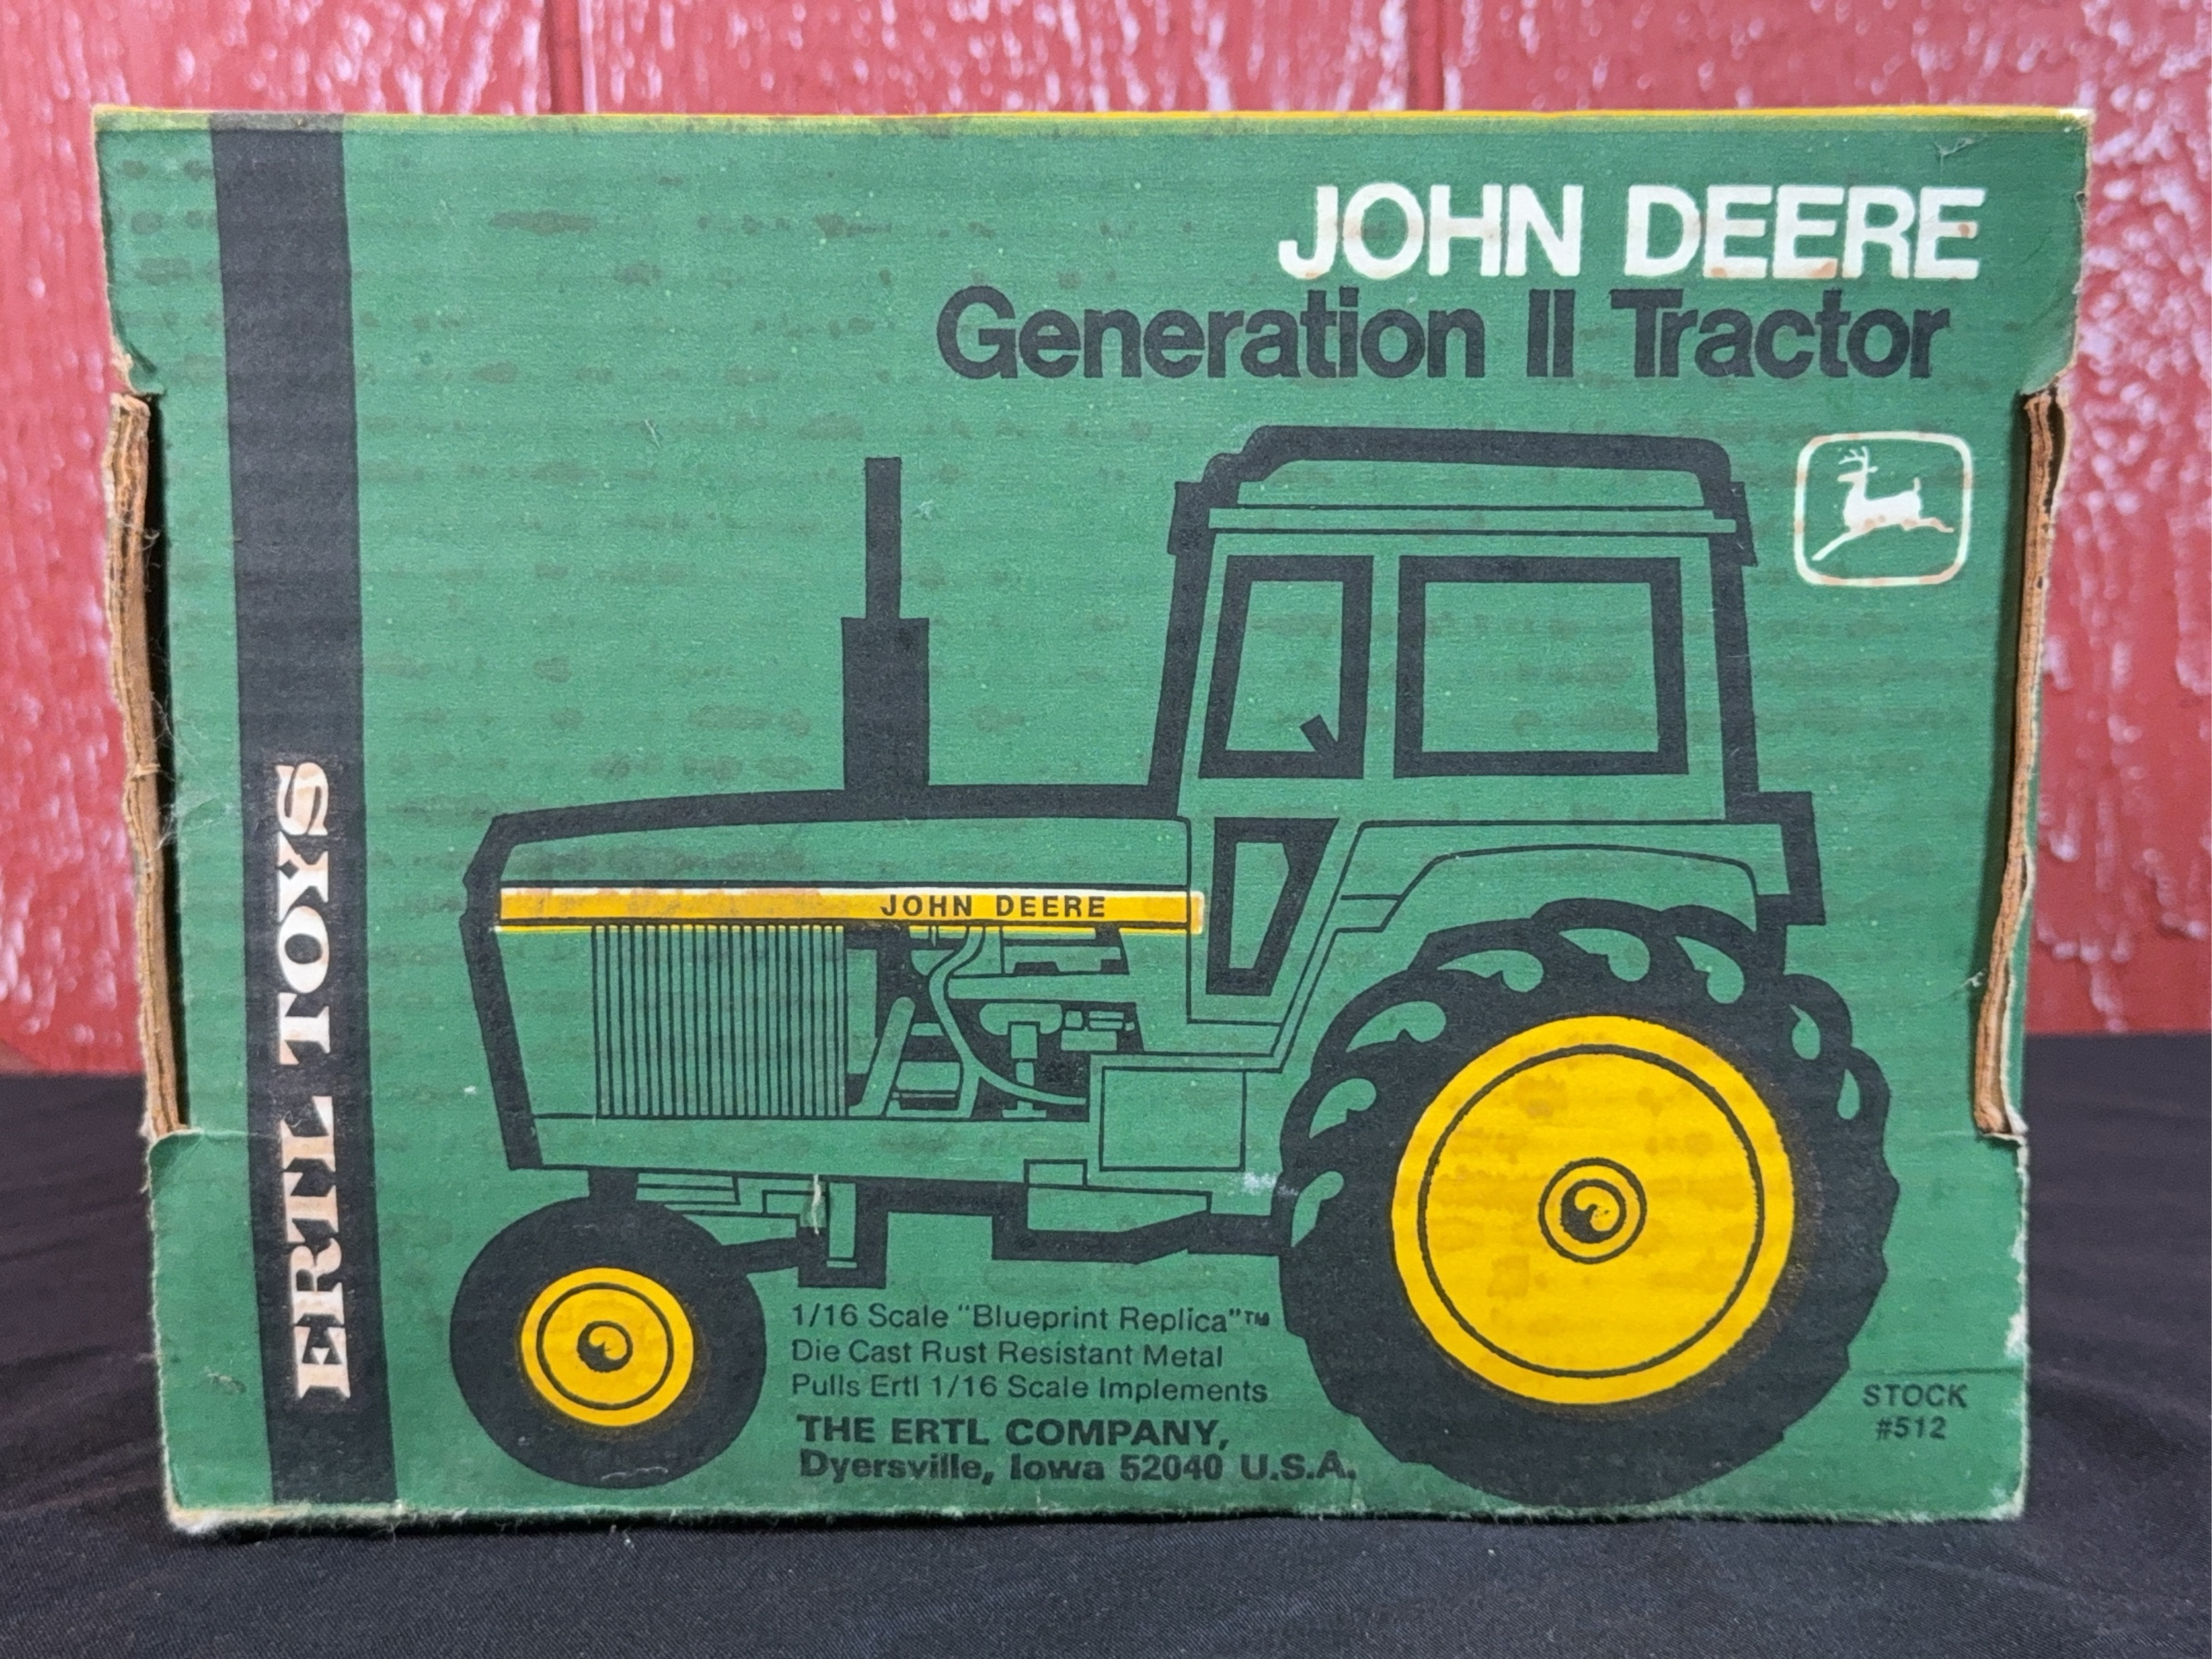 JOHN DEERE
Generation II Tractor
ERTL TOYS
JOHN DEERE
1/16 Scale "Blueprint Replica"™
Die Cast Rust Resistant Metal
Pulls Ertl 1/16 Scale Implements
THE ERTL COMPANY,
Dyersville, Iowa 52040 U.S.A.
STOCK
#512